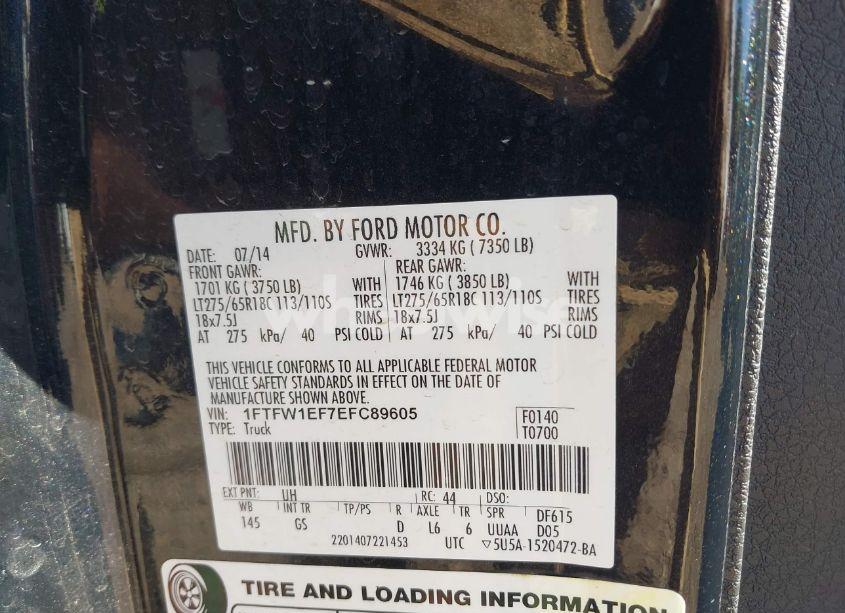 MFD. BY FORD MOTOR CO.
DATE: 07/14 GVWR: 3334 KG ( 7350 LB)
FRONT GAWR: REAR GAWR:
1701 KG ( 3750 LB) WITH 1746 KG ( 3850 LB) WITH
LT275/65R18C 113/110S TIRES LT275/65R18C 113/110S TIRES
18x7.5J RIMS 18x7.5J RIMS
AT 275 kPa/ 40 PSI COLD AT 275 kPa/ 40 PSI COLD
THIS VEHICLE CONFORMS TO ALL APPLICABLE FEDERAL MOTOR
VEHICLE SAFETY STANDARDS IN EFFECT ON THE DATE OF
MANUFACTURE SHOWN ABOVE.
VIN: 1FTFW1EF7EFC89605 F0140
TYPE: Truck T0700
EXT PNT: UH RC: 44 DSO:
WB INT TR TP/PS R AXLE TR SPR DF615
145 GS D L6 6 UUAA D05
2201407221453 UTC ▽5U5A-1520472-BA
TIRE AND LOADING INFORMATION